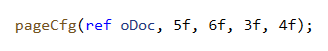 pageCfg(ref oDoc, 5f, 6f, 3f, 4f);